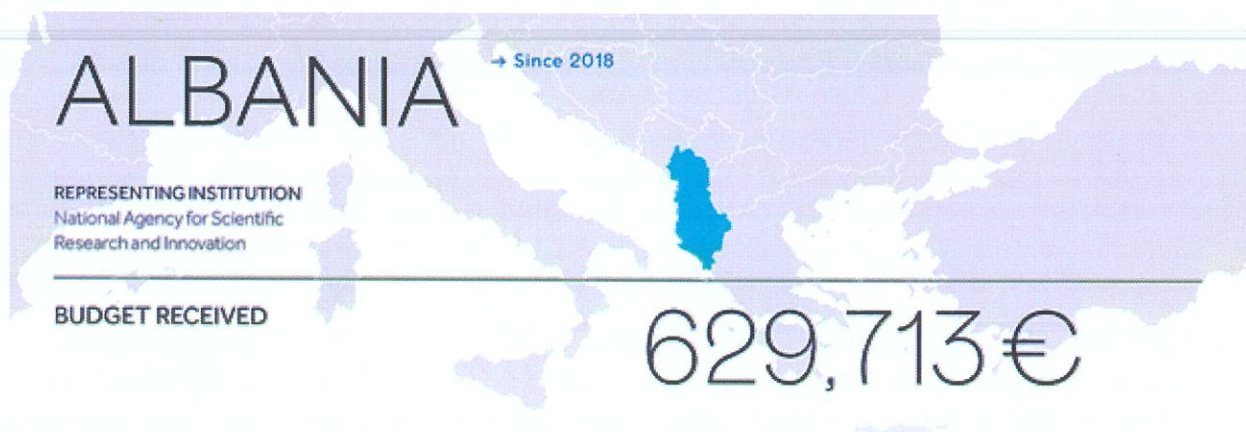 ALBANIA
→ Since 2018
REPRESENTING INSTITUTION
National Agency for Scientific
Research and Innovation
BUDGET RECEIVED
629,713 €